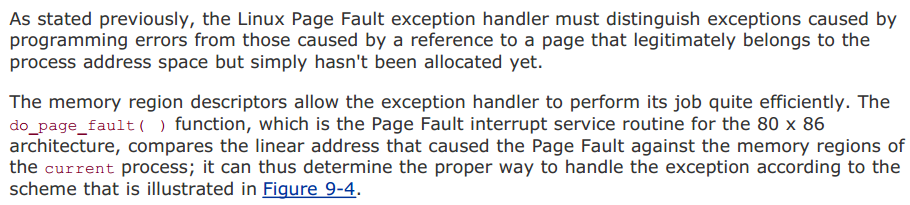 As stated previously, the Linux Page Fault exception handler must distinguish exceptions caused by
programming errors from those caused by a reference to a page that legitimately belongs to the
process address space but simply hasn't been allocated yet.
The memory region descriptors allow the exception handler to perform its job quite efficiently. The
do_page_fault( ) function, which is the Page Fault interrupt service routine for the 80 x 86
architecture, compares the linear address that caused the Page Fault against the memory regions of
the current process; it can thus determine the proper way to handle the exception according to the
scheme that is illustrated in Figure 9-4.